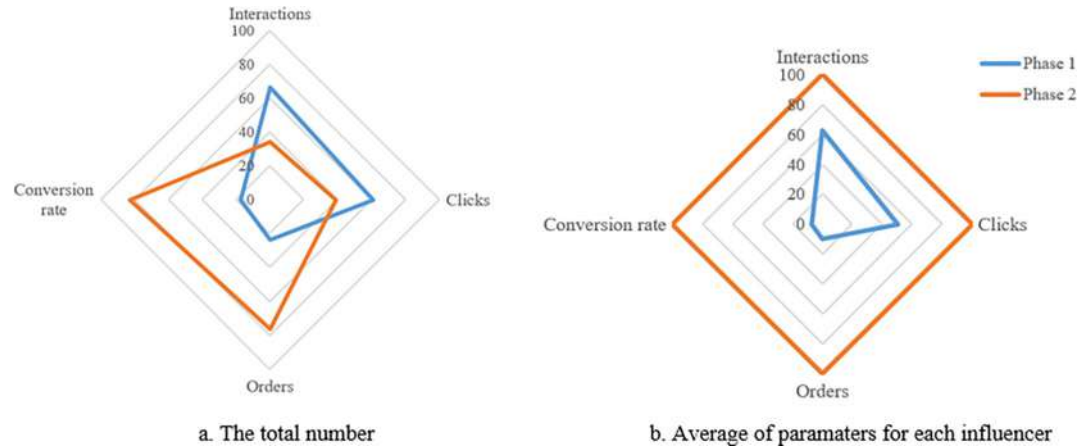 Interactions
100
80
60
40
20
0
Conversion
rate
Clicks
Orders
a. The total number
Interactions
100
80
60
40
20
0
Conversion rate
Clicks
Orders
Phase 1
Phase 2
b. Average of paramaters for each influencer